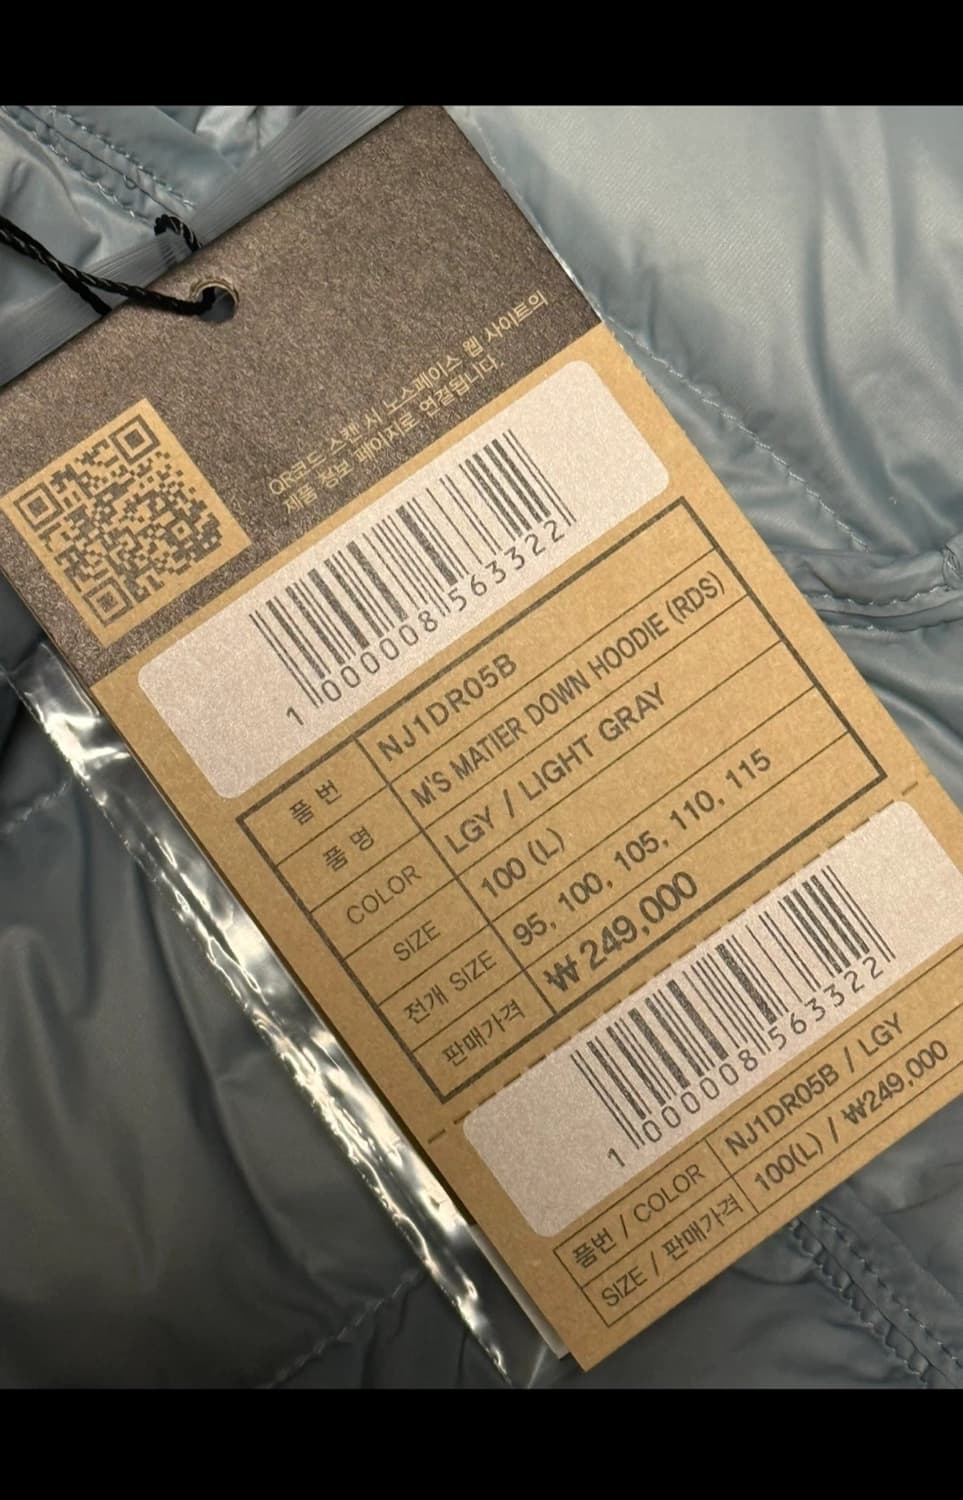 QR코드 스캔 시 노스페이스 웹 사이트의
제품 정보 페이지로 연결됩니다.
1 000008 563322
품번 NJ1DR05B
품명 M'S MATIER DOWN HOODIE (RDS)
COLOR LGY / LIGHT GRAY
SIZE 100 (L)
전개 SIZE 95, 100, 105, 110, 115
판매가격 ₩ 249,000
1 000008 563322
품번 / COLOR NJ1DR05B / LGY
SIZE / 판매가격 100(L) / ₩249,000